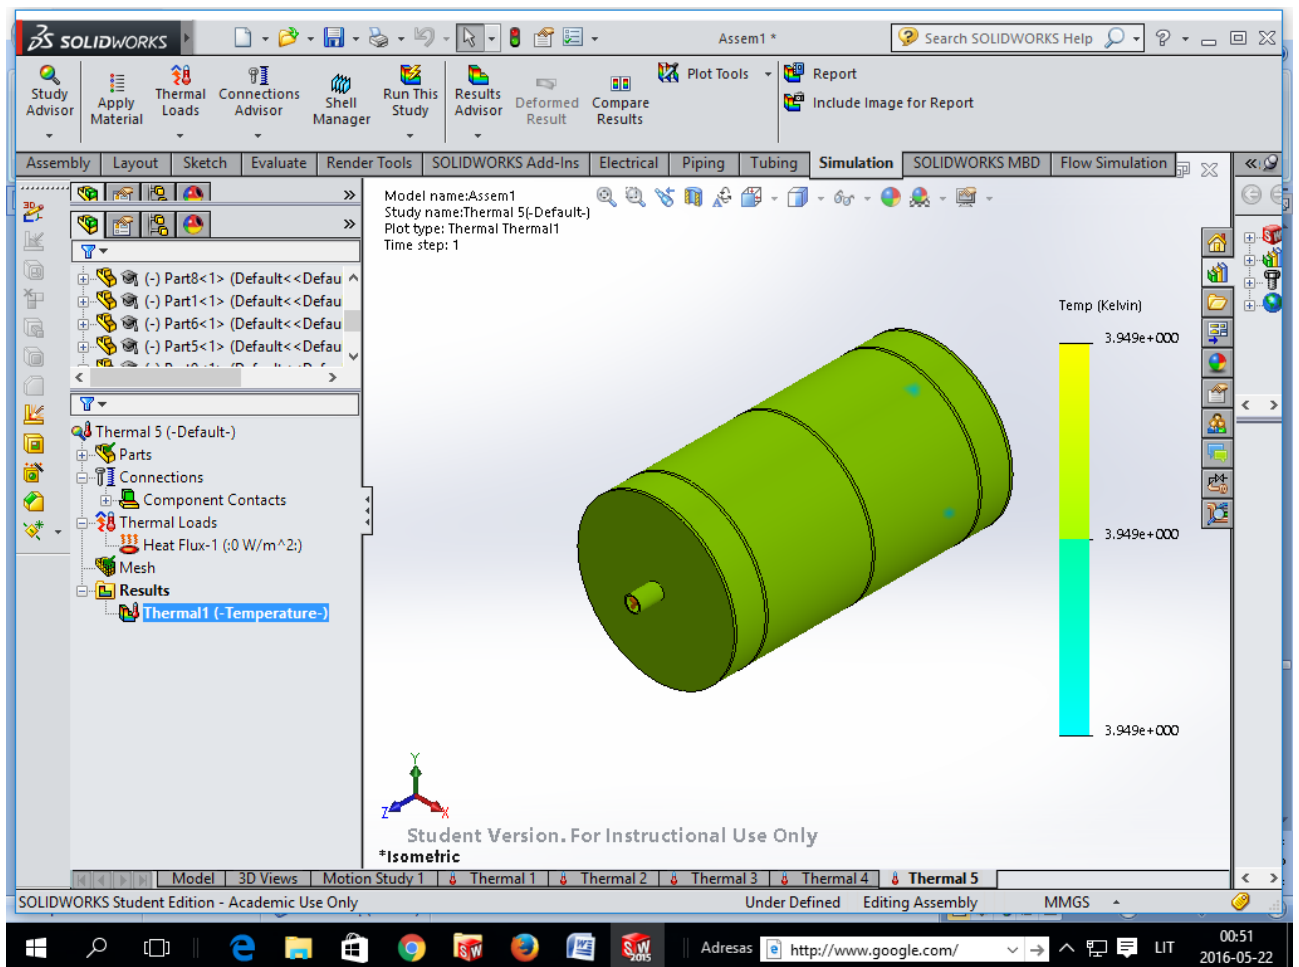 SOLIDWORKS
Assem1 *
Search SOLIDWORKS Help
Study Advisor
Apply Material
Thermal Loads
Connections Advisor
Shell Manager
Run This Study
Results Advisor
Deformed Result
Compare Results
Plot Tools
Report
Include Image for Report
Assembly Layout Sketch Evaluate Render Tools SOLIDWORKS Add-Ins Electrical Piping Tubing Simulation SOLIDWORKS MBD Flow Simulation
Model name:Assem1
Study name:Thermal 5(-Default-)
Plot type: Thermal Thermal1
Time step: 1
(-) Part8<1> (Default<<Defau
(-) Part1<1> (Default<<Defau
(-) Part6<1> (Default<<Defau
(-) Part5<1> (Default<<Defau
Thermal 5 (-Default-)
Parts
Connections
Component Contacts
Thermal Loads
Heat Flux-1 (:0 W/m^2:)
Mesh
Results
Thermal1 (-Temperature-)
Temp (Kelvin)
3.949e+000
3.949e+000
3.949e+000
Y
Z X
Student Version. For Instructional Use Only
*Isometric
Model 3D Views Motion Study 1 Thermal 1 Thermal 2 Thermal 3 Thermal 4 Thermal 5
SOLIDWORKS Student Edition - Academic Use Only Under Defined Editing Assembly MMGS
Adresas http://www.google.com/ LIT
00:51
2016-05-22